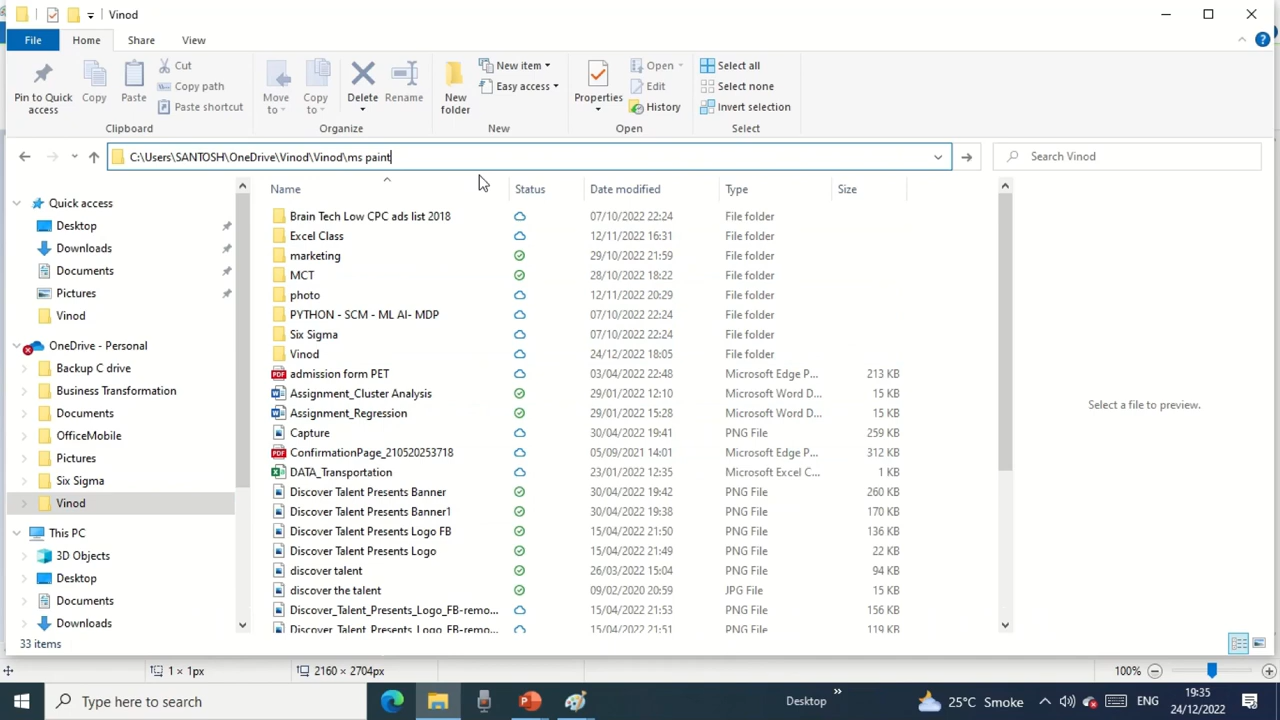 Vinod
File Home Share View
Pin to Quick access
Copy
Paste
Cut
Copy path
Paste shortcut
Clipboard
Move to
Copy to
Delete
Rename
Organize
New folder
New item
Easy access
New
Properties
Open
Edit
History
Open
Select all
Select none
Invert selection
Select
C:\Users\SANTOSH\OneDrive\Vinod\Vinod\ms paint
Search Vinod
Quick access
Desktop
Downloads
Documents
Pictures
Vinod
OneDrive - Personal
Backup C drive
Business Transformation
Documents
OfficeMobile
Pictures
Six Sigma
Vinod
This PC
3D Objects
Desktop
Documents
Downloads
Name Status Date modified Type Size
Brain Tech Low CPC ads list 2018 07/10/2022 22:24 File folder
Excel Class 12/11/2022 16:31 File folder
marketing 29/10/2022 21:59 File folder
MCT 28/10/2022 18:22 File folder
photo 12/11/2022 20:29 File folder
PYTHON - SCM - ML AI- MDP 07/10/2022 22:24 File folder
Six Sigma 07/10/2022 22:24 File folder
Vinod 24/12/2022 18:05 File folder
admission form PET 03/04/2022 22:48 Microsoft Edge P... 213 KB
Assignment_Cluster Analysis 29/01/2022 12:10 Microsoft Word D... 15 KB
Assignment_Regression 29/01/2022 15:28 Microsoft Word D... 15 KB
Capture 30/04/2022 19:41 PNG File 259 KB
ConfirmationPage_210520253718 05/09/2021 14:01 Microsoft Edge P... 312 KB
DATA_Transportation 23/01/2022 12:35 Microsoft Excel C... 1 KB
Discover Talent Presents Banner 30/04/2022 19:42 PNG File 260 KB
Discover Talent Presents Banner1 30/04/2022 19:38 PNG File 170 KB
Discover Talent Presents Logo FB 15/04/2022 21:50 PNG File 136 KB
Discover Talent Presents Logo 15/04/2022 21:49 PNG File 22 KB
discover talent 26/03/2022 15:04 PNG File 94 KB
discover the talent 09/02/2020 20:59 JPG File 15 KB
Discover_Talent_Presents_Logo_FB-remo... 15/04/2022 21:53 PNG File 156 KB
Discover_Talent_Presents_Logo_FB-remo... 15/04/2022 21:51 PNG File 119 KB
Select a file to preview.
33 items
1 × 1px
2160 × 2704px
100%
Type here to search
Desktop
25°C Smoke
ENG
19:35
24/12/2022